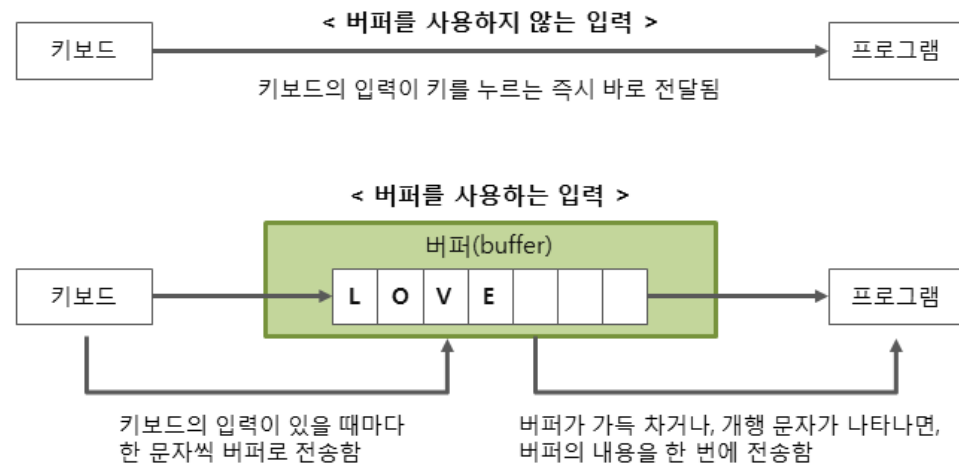 < 버퍼를 사용하지 않는 입력 >
키보드
프로그램
키보드의 입력이 키를 누르는 즉시 바로 전달됨
< 버퍼를 사용하는 입력 >
버퍼(buffer)
키보드
L O V E
프로그램
키보드의 입력이 있을 때마다
한 문자씩 버퍼로 전송함
버퍼가 가득 차거나, 개행 문자가 나타나면,
버퍼의 내용을 한 번에 전송함